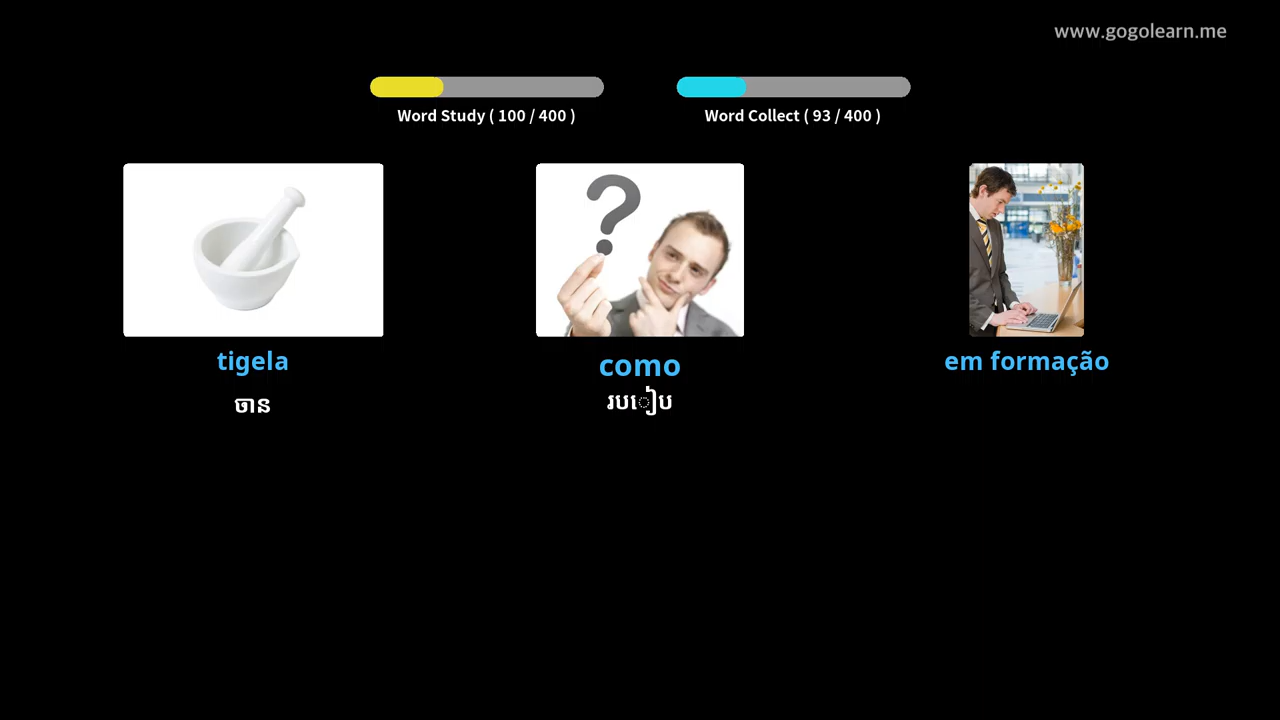 www.gogolearn.me
Word Study ( 100 / 400 )
Word Collect ( 93 / 400 )
tigela
como
em formação
ចាន
របៀប